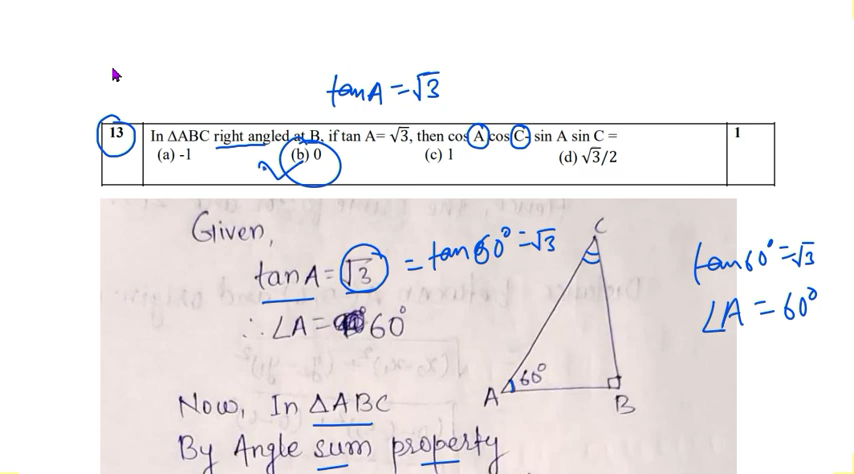 tanA = √3
13 In ΔABC right angled at B, if tan A= √3, then cos A cos C- sin A sin C = 1
(a) -1 (b) 0 (c) 1 (d) √3/2
Given,
tanA = √3 = tan60° = √3
∴ ∠A = 60°
tan60° = √3
∠A = 60°
C
A 60° B
Now, In ΔABC
By Angle sum property